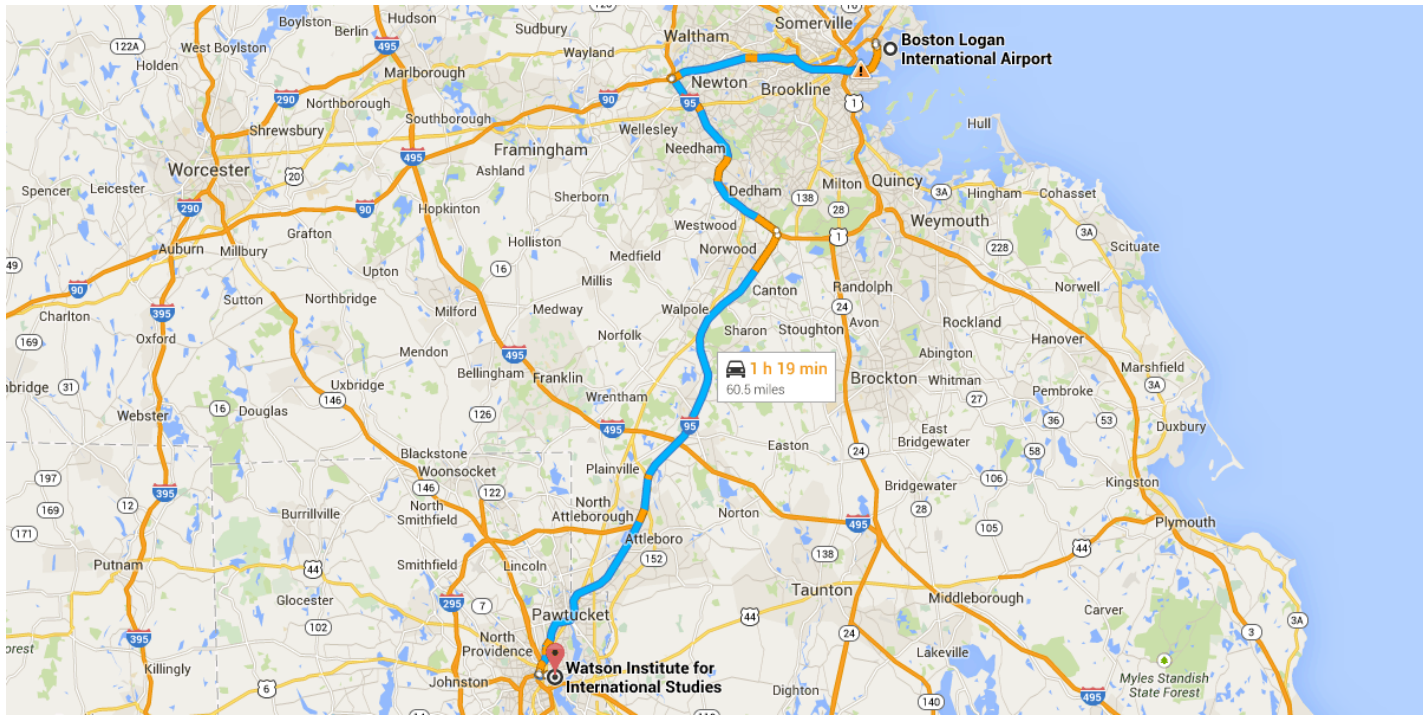 Hudson
Somerville
Boylston
Berlin
495
Sudbury
Waltham
122A
West Boylston
Wayland
Boston Logan
International Airport
Holden
Marlborough
Newton
Brookline
290
Northborough
90
95
1
Southborough
Shrewsbury
Wellesley
Hull
Framingham
Needham
Worcester
495
20
Ashland
Quincy
Spencer
Leicester
Dedham
Milton
3A
Hingham
Cohasset
290
90
Hopkinton
Sherborn
138
28
Weymouth
Grafton
Westwood
3A
Auburn
Millbury
Holliston
Norwood
1
228
Scituate
49
Upton
16
Medfield
Millis
90
Sutton
Northbridge
Canton
Randolph
Norwell
Charlton
395
Milford
Medway
Walpole
24
169
Oxford
Norfolk
Sharon
Stoughton
Avon
Rockland
Hanover
Mendon
495
Abington
1 h 19 min
60.5 miles
Marshfield
31
Bellingham
Franklin
Brockton
Whitman
3A
Uxbridge
Wrentham
27
Pembroke
Webster
16
Douglas
146
126
495
95
36
53
Duxbury
Easton
East
Bridgewater
24
58
Blackstone
Woonsocket
Plainville
197
395
12
146
122
Bridgewater
106
Kingston
169
Burrillville
North
Smithfield
North
Attleborough
Norton
28
Plymouth
171
495
105
Attleboro
138
44
Putnam
44
Smithfield
Lincoln
152
Taunton
Middleborough
Glocester
295
7
Pawtucket
44
Carver
102
North
Providence
24
3
3A
395
Killingly
Watson Institute for
International Studies
Lakeville
Johnston
6
Dighton
Myles Standish
State Forest
495
140